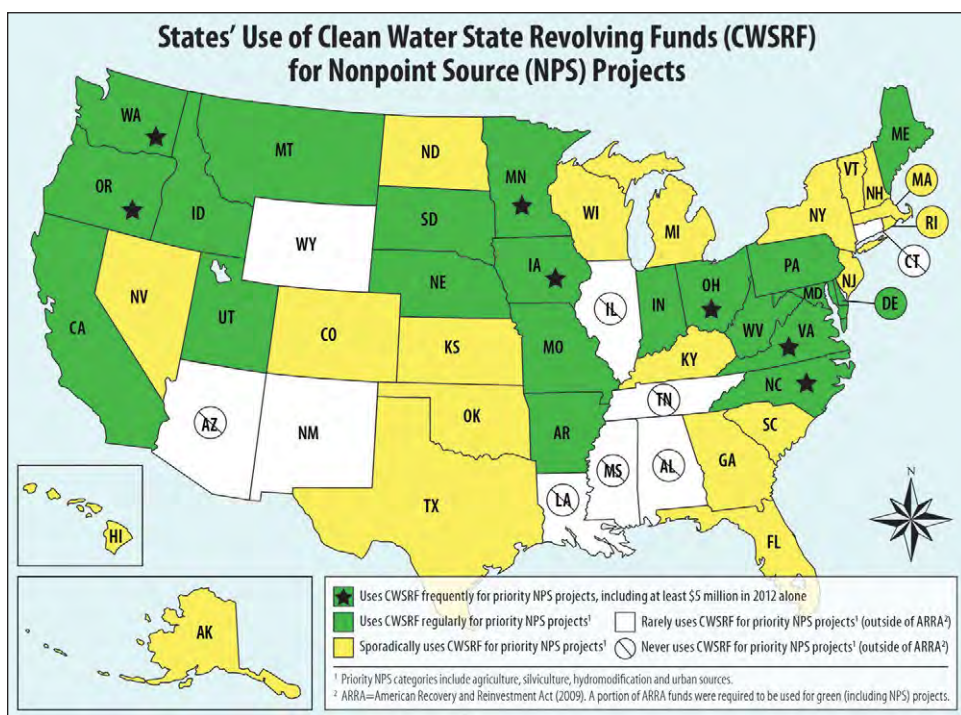 States' Use of Clean Water State Revolving Funds (CWSRF)
for Nonpoint Source (NPS) Projects
WA
MT
ND
MN
ME
OR
ID
SD
WI
MI
VT
NH
MA
NY
RI
WY
CT
IA
NE
PA
NJ
NV
UT
IL
IN
OH
MD
DE
CA
CO
KS
MO
WV
VA
KY
NC
AZ
NM
OK
AR
TN
SC
MS
AL
GA
TX
LA
FL
HI
AK
N
Uses CWSRF frequently for priority NPS projects, including at least $5 million in 2012 alone
Uses CWSRF regularly for priority NPS projects¹
Rarely uses CWSRF for priority NPS projects¹ (outside of ARRA²)
Sporadically uses CWSRF for priority NPS projects¹
Never uses CWSRF for priority NPS projects¹ (outside of ARRA²)
¹ Priority NPS categories include agriculture, silviculture, hydromodification and urban sources.
² ARRA=American Recovery and Reinvestment Act (2009). A portion of ARRA funds were required to be used for green (including NPS) projects.